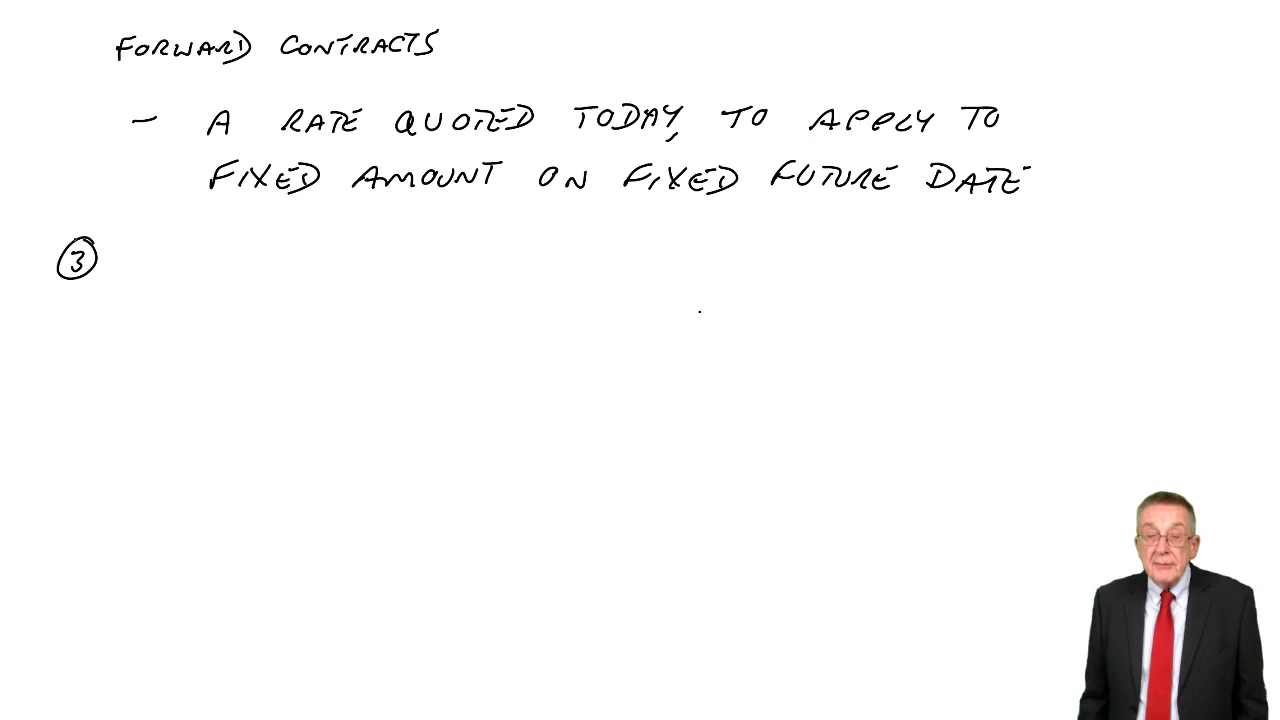 FORWARD CONTRACTS
- A RATE QUOTED TODAY, TO APPLY TO
FIXED AMOUNT ON FIXED FUTURE DATE
3